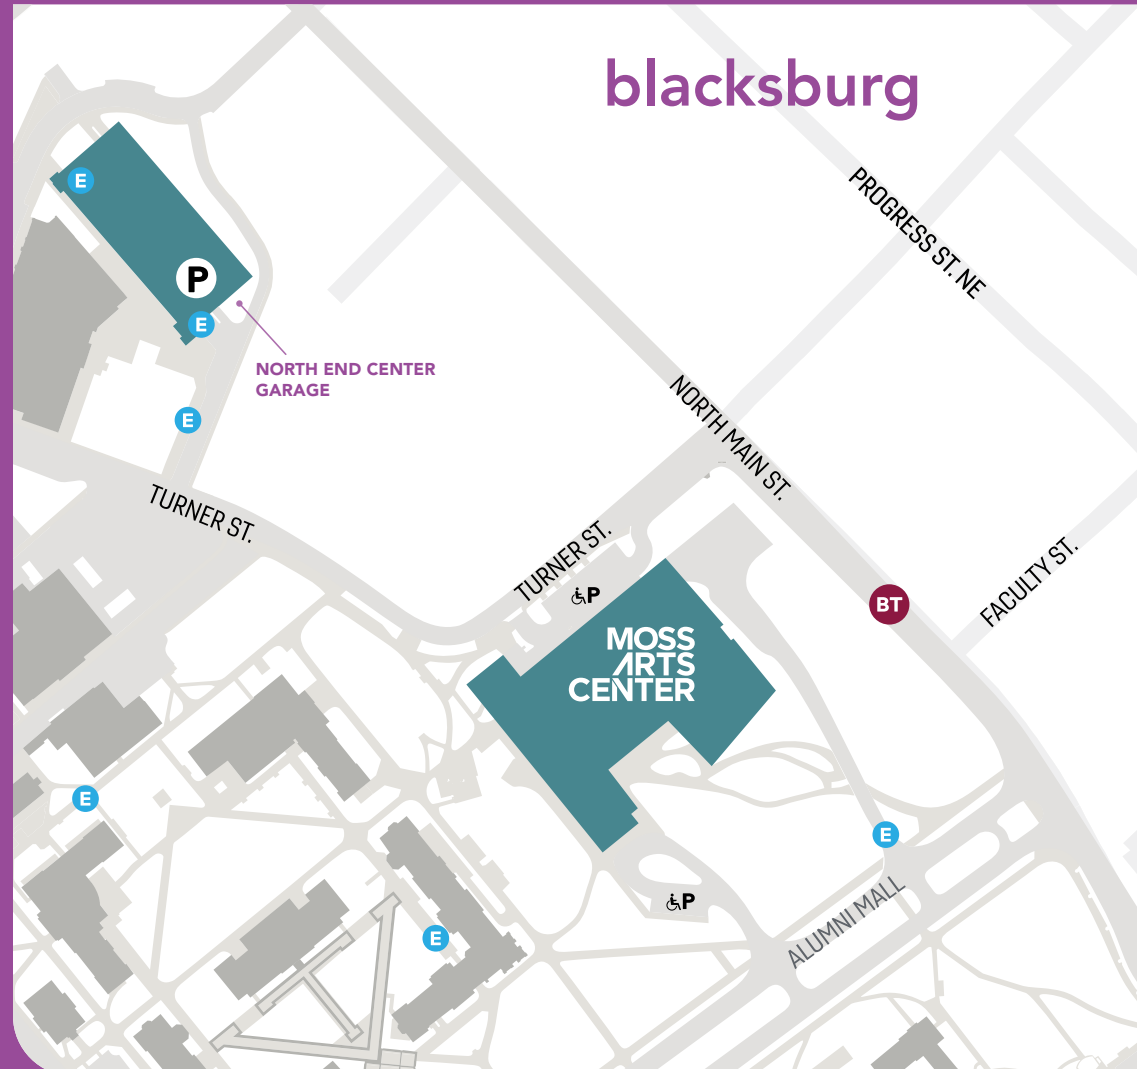 blacksburg
PROGRESS ST. NE
E
P
E
NORTH END CENTER
GARAGE
E
NORTH MAIN ST.
TURNER ST.
TURNER ST.
FACULTY ST.
P
BT
MOSS
ARTS
CENTER
E
E
P
ALUMNI MALL
E